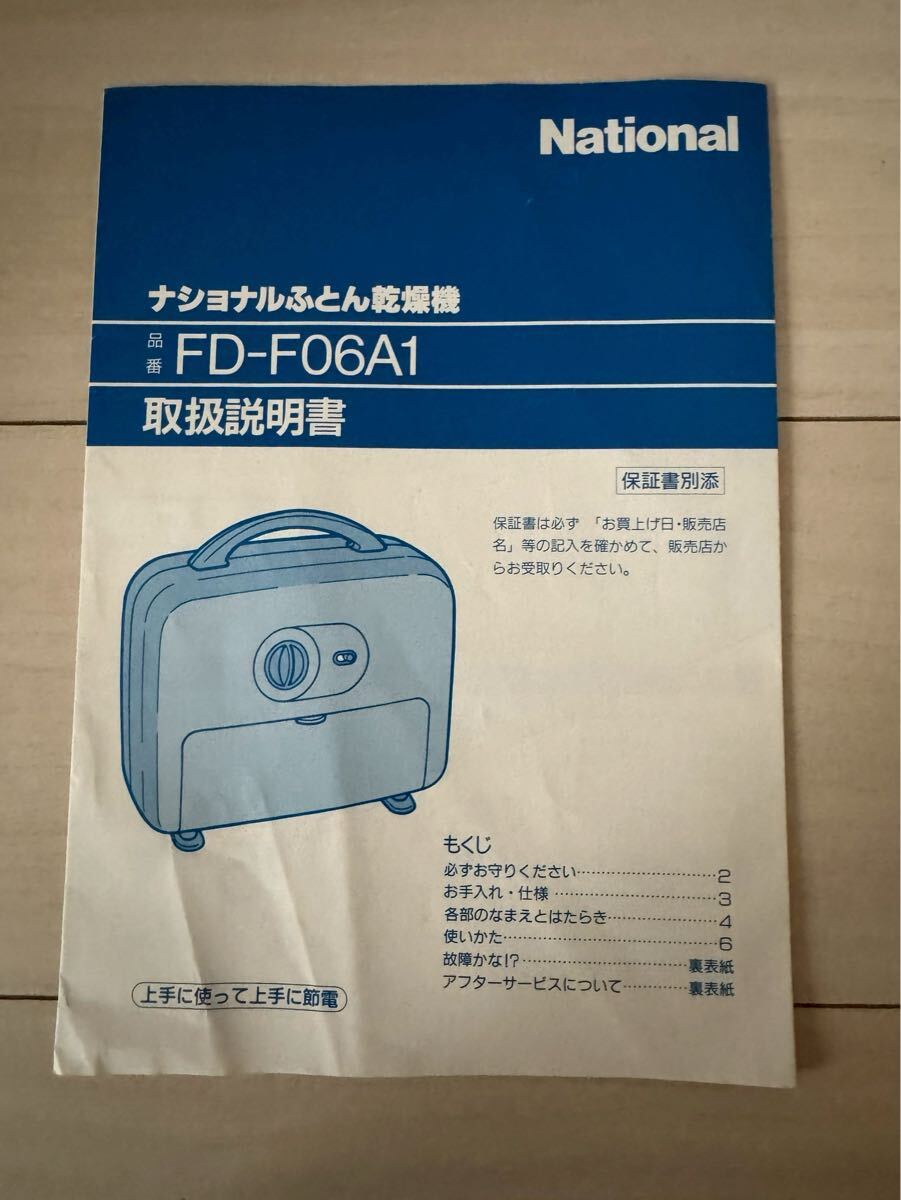 National
ナショナルふとん乾燥機
品番 FD-F06A1
取扱説明書
保証書別添
保証書は必ず 「お買上げ日・販売店
名」等の記入を確かめて、販売店か
らお受取りください。
もくじ
必ずお守りください…………………………2
お手入れ・仕様…………………………3
各部のなまえとはたらき…………………4
使いかた…………………………………6
故障かな!?…………………………裏表紙
アフターサービスについて…………裏表紙
上手に使って上手に節電